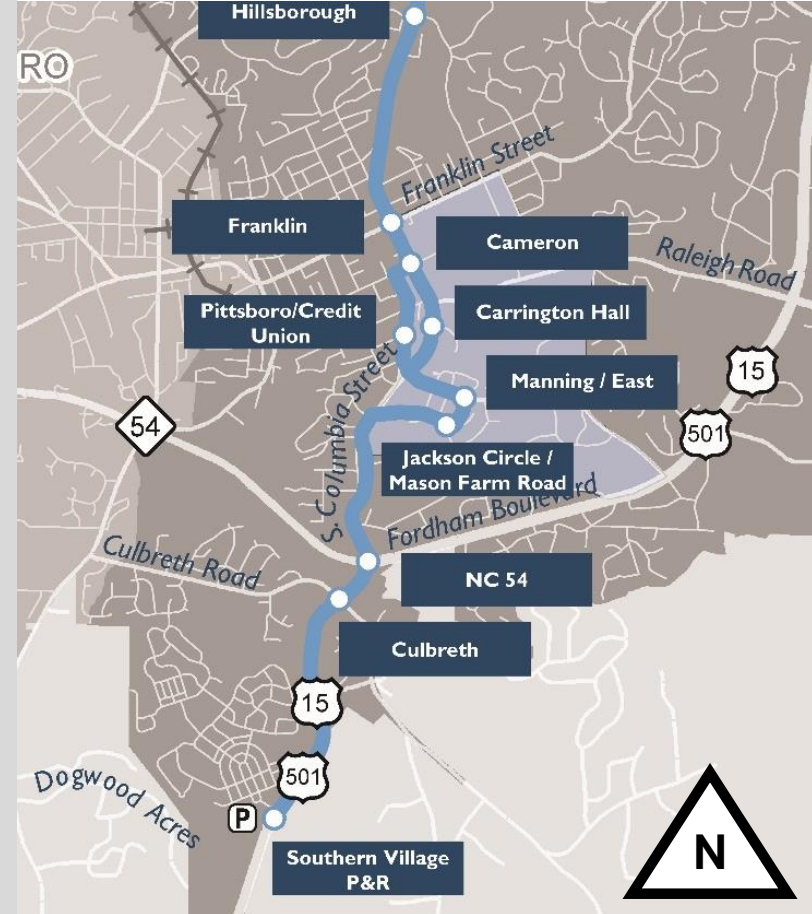 Hillsborough
RO
Franklin Street
Franklin
Cameron
Raleigh Road
Pittsboro/Credit
Union
Carrington Hall
Manning / East
15
501
S. Columbia Street
54
Jackson Circle /
Mason Farm Road
Fordham Boulevard
Culbreth Road
NC 54
Culbreth
15
501
Dogwood Acres
P
N
Southern Village
P&R